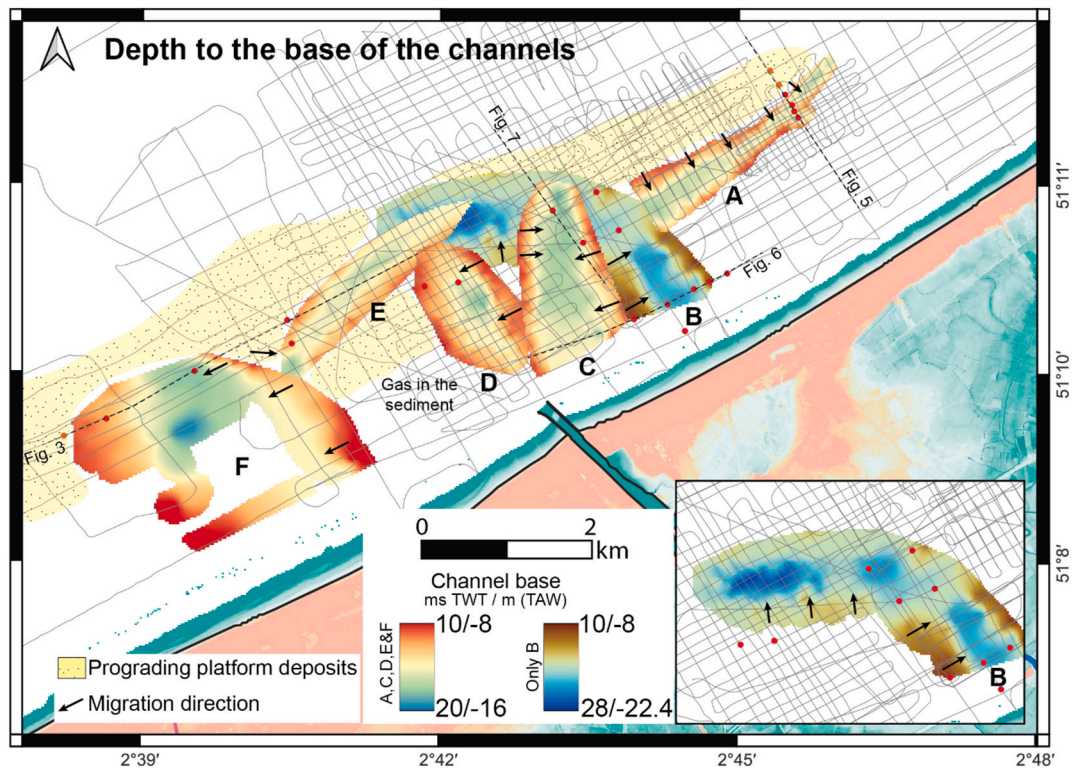 Depth to the base of the channels
Fig. 7
A
Fig. 5
Fig. 6
E
B
C
D
Gas in the
sediment
Fig. 3
F
0 2
km
Channel base
ms TWT / m (TAW)
A,C,D,E&F
10/-8
20/-16
Only B
10/-8
28/-22.4
Prograding platform deposits
Migration direction
B
51°11'
51°10'
51°8'
2°39'
2°42'
2°45'
2°48'